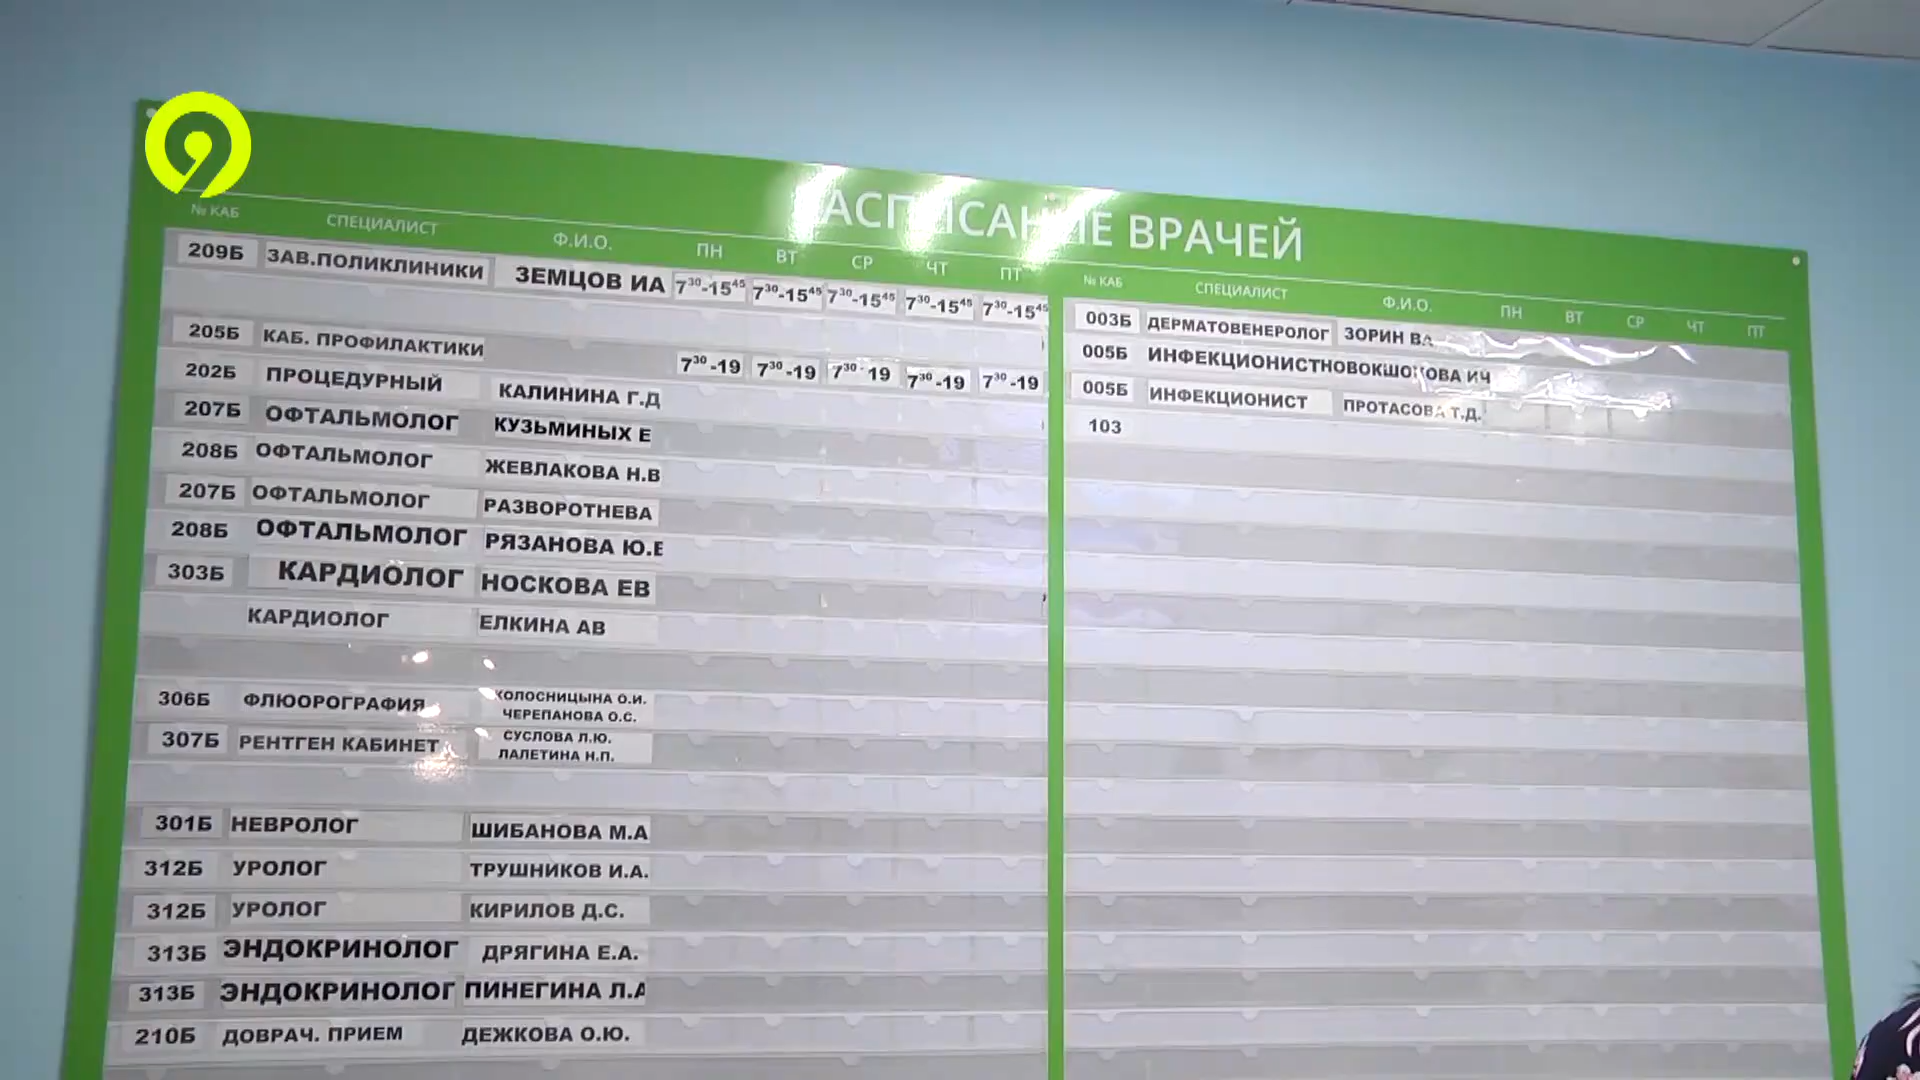 ВРАЧЕЙ
№ КАБ СПЕЦИАЛИСТ Ф.И.О. ПН ВТ СР ЧТ ПТ
209Б ЗАВ.ПОЛИКЛИНИКИ ЗЕМЦОВ ИА 7³⁰-15⁴⁵ 7³⁰-15⁴⁵ 7³⁰-15⁴⁵ 7³⁰-15⁴⁵ 7³⁰-15⁴⁵
205Б КАБ. ПРОФИЛАКТИКИ 7³⁰-19 7³⁰-19 7³⁰-19 7³⁰-19 7³⁰-19
202Б ПРОЦЕДУРНЫЙ КАЛИНИНА Г.Д
207Б ОФТАЛЬМОЛОГ КУЗЬМИНЫХ Е
208Б ОФТАЛЬМОЛОГ ЖЕВЛАКОВА Н.В
207Б ОФТАЛЬМОЛОГ РАЗВОРОТНЕВА
208Б ОФТАЛЬМОЛОГ РЯЗАНОВА
303Б КАРДИОЛОГ НОСКОВА ЕВ
КАРДИОЛОГ ЕЛКИНА АВ
306Б ФЛЮОРОГРАФИЯ КОЛОСНИЦЫНА О.И.
ЧЕРЕПАНОВА О.С.
307Б РЕНТГЕН КАБИНЕТ СУСЛОВА Л.Ю.
ЛАЛЕТИНА Н.П.
301Б НЕВРОЛОГ ШИБАНОВА М.А
312Б УРОЛОГ ТРУШНИКОВ И.А.
312Б УРОЛОГ КИРИЛОВ Д.С.
313Б ЭНДОКРИНОЛОГ ДРЯГИНА Е.А.
313Б ЭНДОКРИНОЛОГ ПИНЕГИНА Л.А
210Б ДОВРАЧ. ПРИЕМ ДЕЖКОВА О.Ю.
№ КАБ СПЕЦИАЛИСТ Ф.И.О. ПН ВТ СР ЧТ ПТ
003Б ДЕРМАТОВЕНЕРОЛОГ ЗОРИН
005Б ИНФЕКЦИОНИСТ ИЧ
005Б ИНФЕКЦИОНИСТ ПРОТАСОВА Т.Д.
103